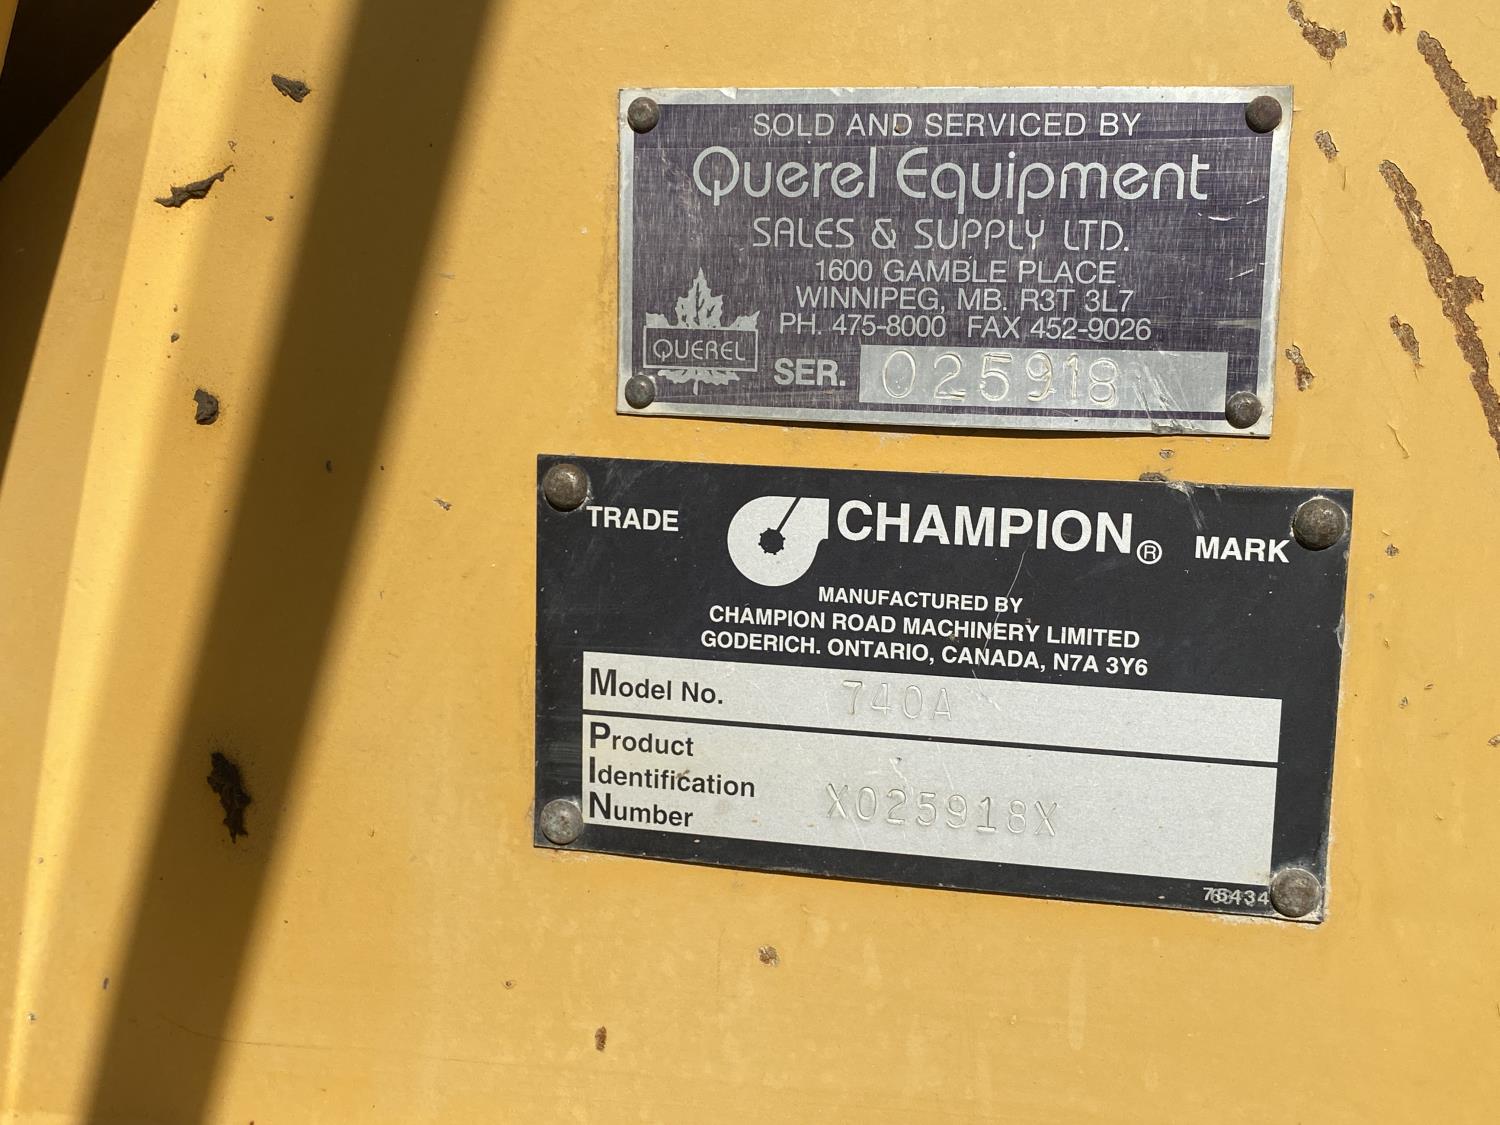 SOLD AND SERVICED BY
Querel Equipment
SALES & SUPPLY LTD.
1600 GAMBLE PLACE
WINNIPEG, MB. R3T 3L7
PH. 475-8000 FAX 452-9026
QUEREL
SER. 025918
TRADE CHAMPION® MARK
MANUFACTURED BY
CHAMPION ROAD MACHINERY LIMITED
GODERICH. ONTARIO, CANADA, N7A 3Y6
Model No. 740A
Product
Identification
Number X025918X